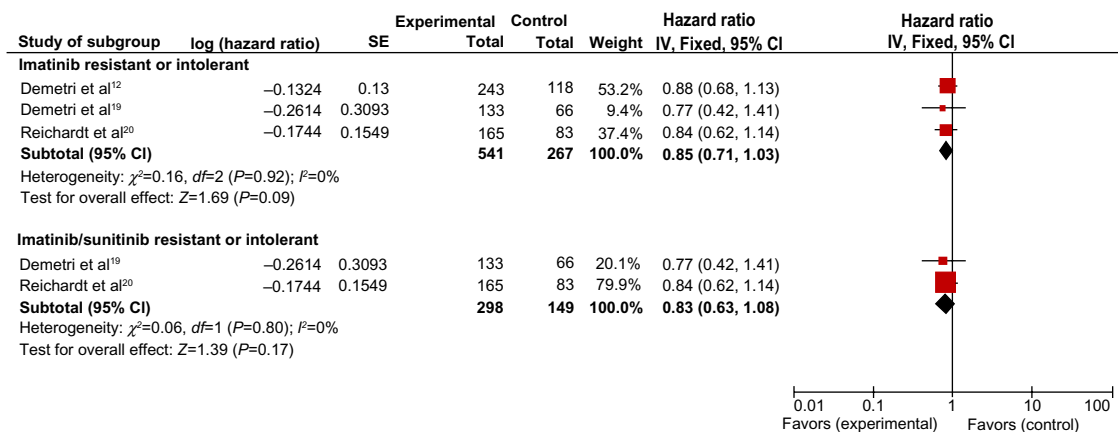 Experimental Control Hazard ratio Hazard ratio
Study of subgroup log (hazard ratio) SE Total Total Weight IV, Fixed, 95% CI IV, Fixed, 95% CI
Imatinib resistant or intolerant
Demetri et al¹² –0.1324 0.13 243 118 53.2% 0.88 (0.68, 1.13)
Demetri et al¹⁹ –0.2614 0.3093 133 66 9.4% 0.77 (0.42, 1.41)
Reichardt et al²⁰ –0.1744 0.1549 165 83 37.4% 0.84 (0.62, 1.14)
Subtotal (95% CI) 541 267 100.0% 0.85 (0.71, 1.03)
Heterogeneity: χ²=0.16, df=2 (P=0.92); I²=0%
Test for overall effect: Z=1.69 (P=0.09)
Imatinib/sunitinib resistant or intolerant
Demetri et al¹⁹ –0.2614 0.3093 133 66 20.1% 0.77 (0.42, 1.41)
Reichardt et al²⁰ –0.1744 0.1549 165 83 79.9% 0.84 (0.62, 1.14)
Subtotal (95% CI) 298 149 100.0% 0.83 (0.63, 1.08)
Heterogeneity: χ²=0.06, df=1 (P=0.80); I²=0%
Test for overall effect: Z=1.39 (P=0.17)
0.01 0.1 1 10 100
Favors (experimental) Favors (control)